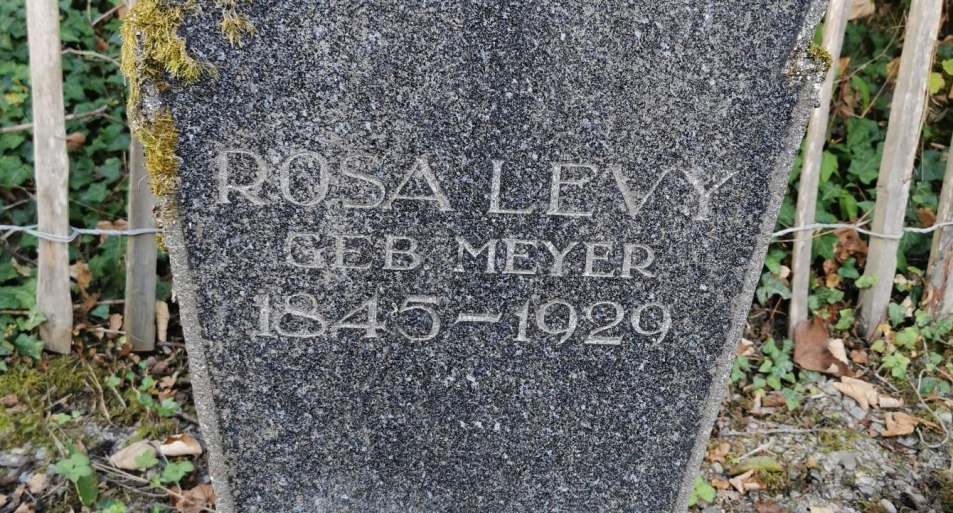 ROSA LEVY
GEB. MEYER
1845-1929